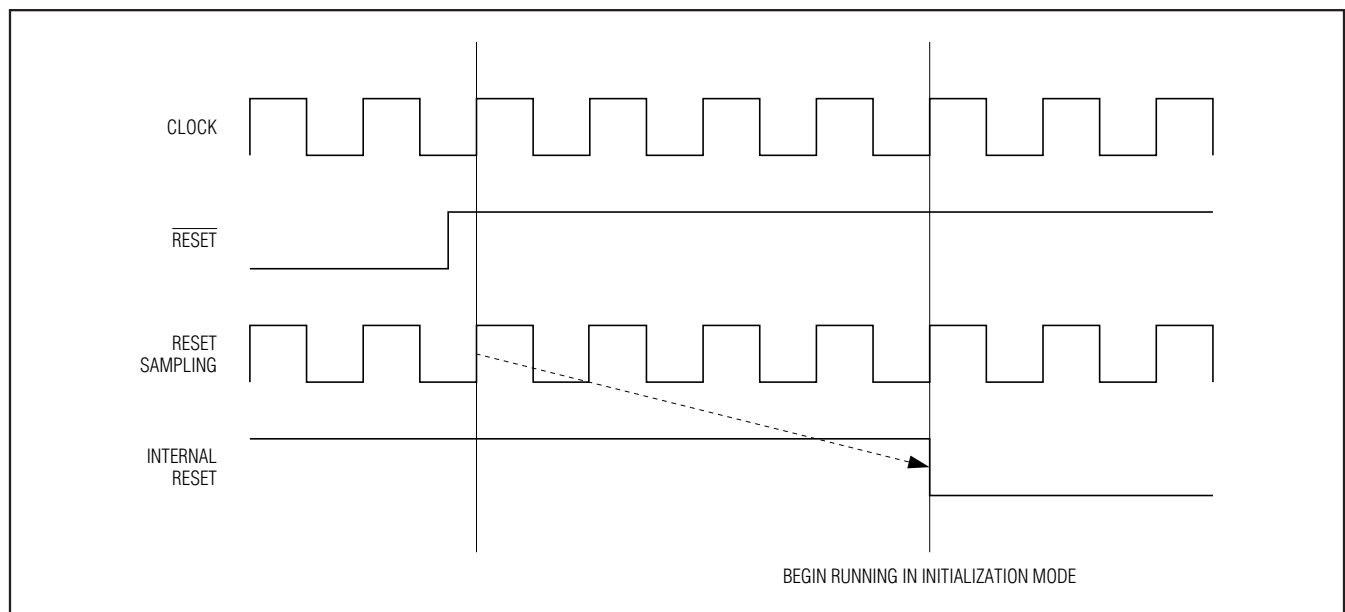 CLOCK
RESET
RESET
SAMPLING
INTERNAL
RESET
BEGIN RUNNING IN INITIALIZATION MODE